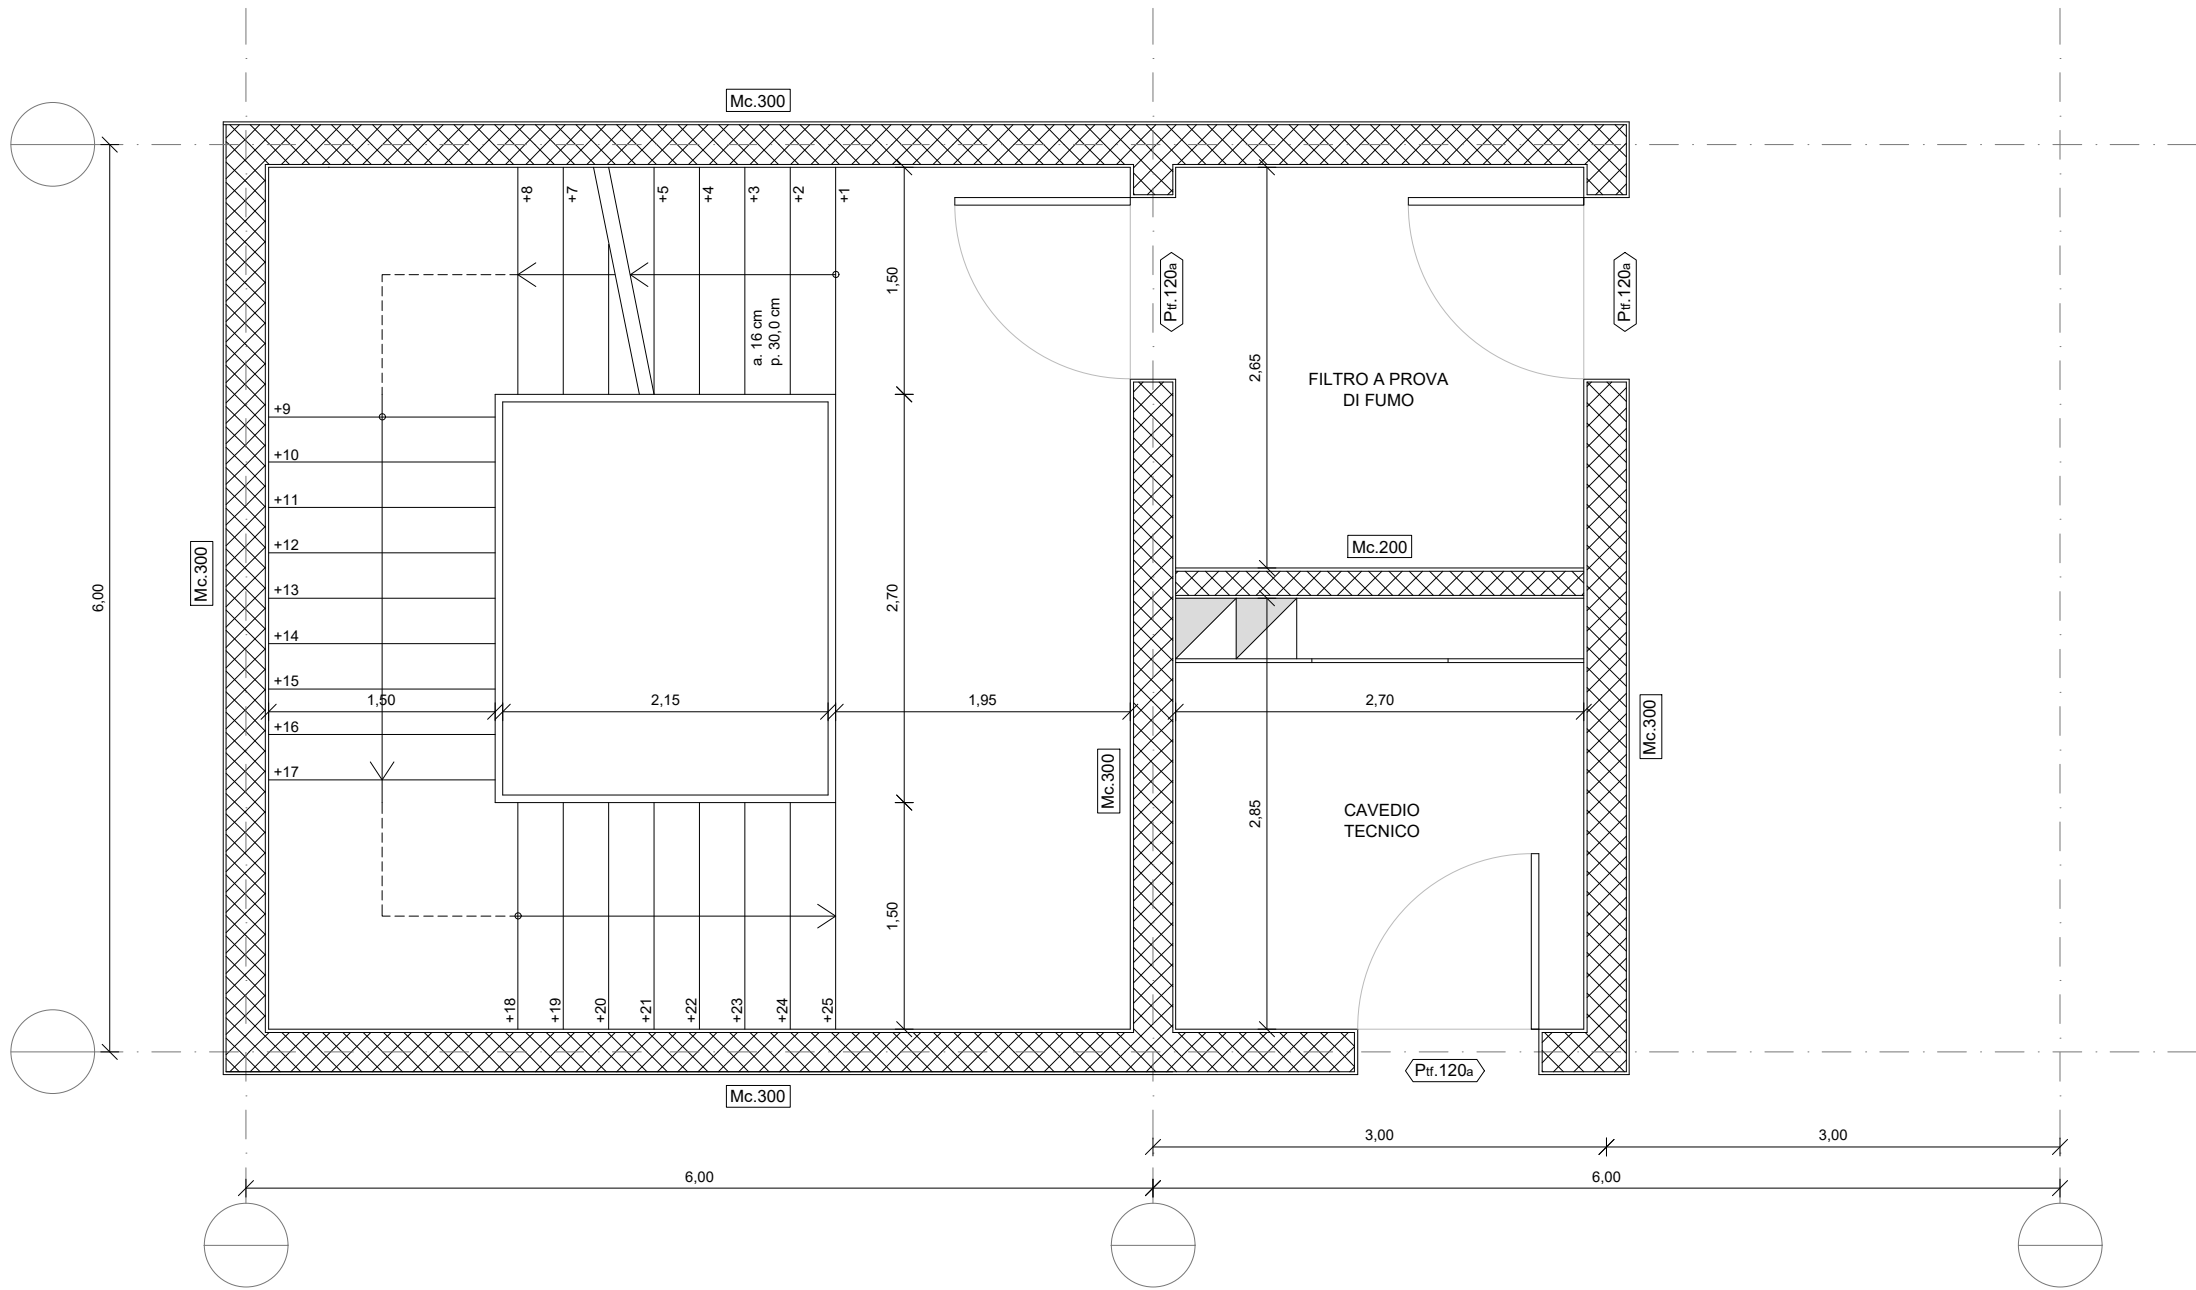 Mc.300
+8
+7
+5
+4
+3
+2
+1
a. 16 cm
p. 30,0 cm
1,50
Ptf.120a
Ptf.120a
2,65
FILTRO A PROVA
DI FUMO
+9
+10
+11
+12
+13
+14
+15
+16
+17
Mc.300
6,00
2,70
Mc.200
1,50
2,15
1,95
2,70
Mc.300
Mc.300
2,85
CAVEDIO
TECNICO
1,50
+18
+19
+20
+21
+22
+23
+24
+25
Ptf.120a
Mc.300
3,00
3,00
6,00
6,00